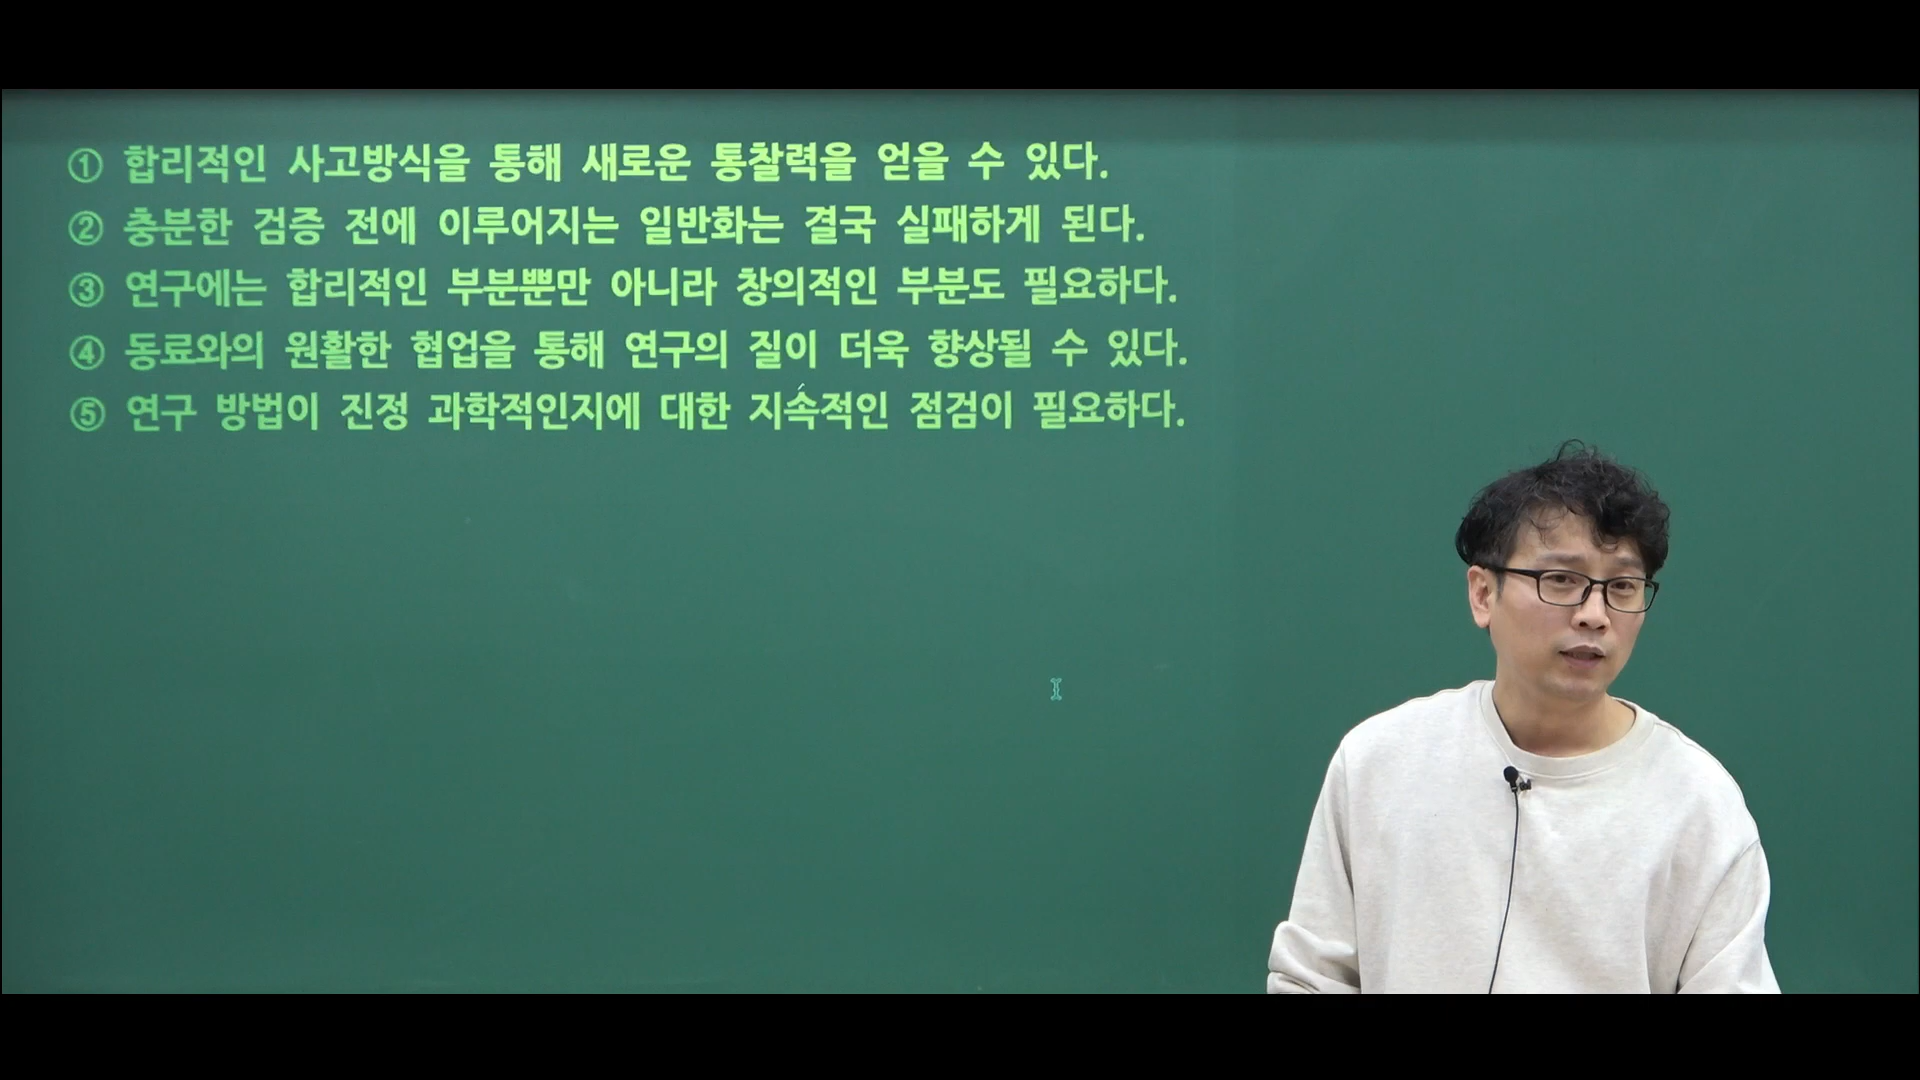 ① 합리적인 사고방식을 통해 새로운 통찰력을 얻을 수 있다.
② 충분한 검증 전에 이루어지는 일반화는 결국 실패하게 된다.
③ 연구에는 합리적인 부분뿐만 아니라 창의적인 부분도 필요하다.
④ 동료와의 원활한 협업을 통해 연구의 질이 더욱 향상될 수 있다.
⑤ 연구 방법이 진정 과학적인지에 대한 지속적인 점검이 필요하다.